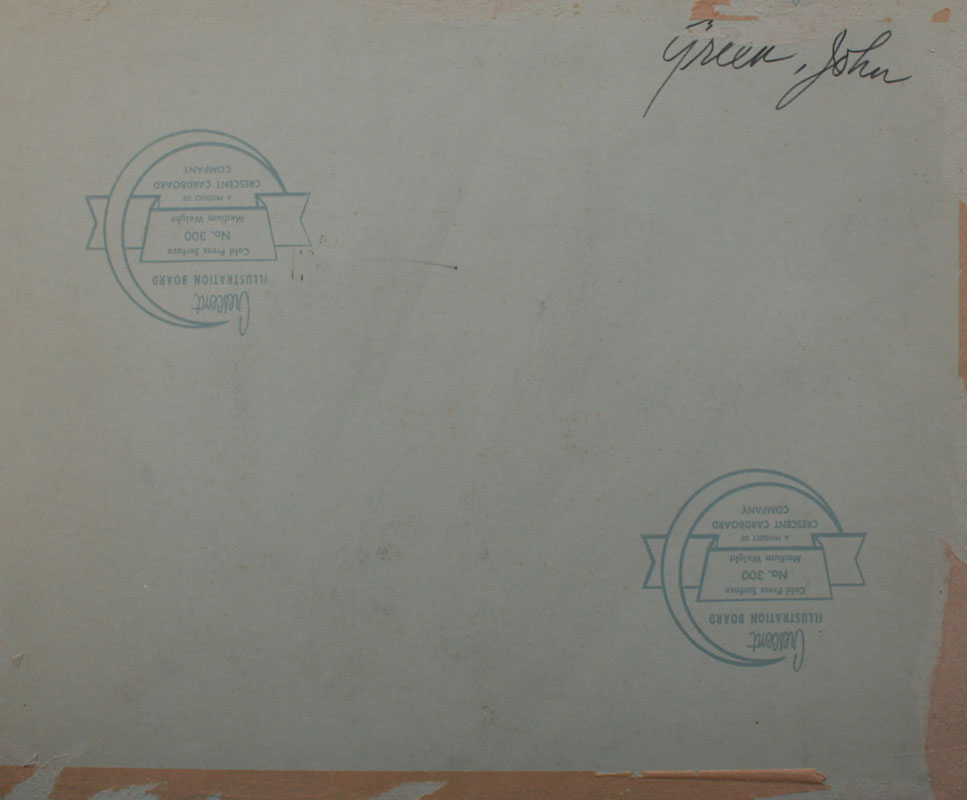 Green, John
Crescent
ILLUSTRATION BOARD
Cold Press Surface
No. 300
Medium Weight
A PRODUCT OF
CRESCENT CARDBOARD
COMPANY
Crescent
ILLUSTRATION BOARD
Cold Press Surface
No. 300
Medium Weight
A PRODUCT OF
CRESCENT CARDBOARD
COMPANY